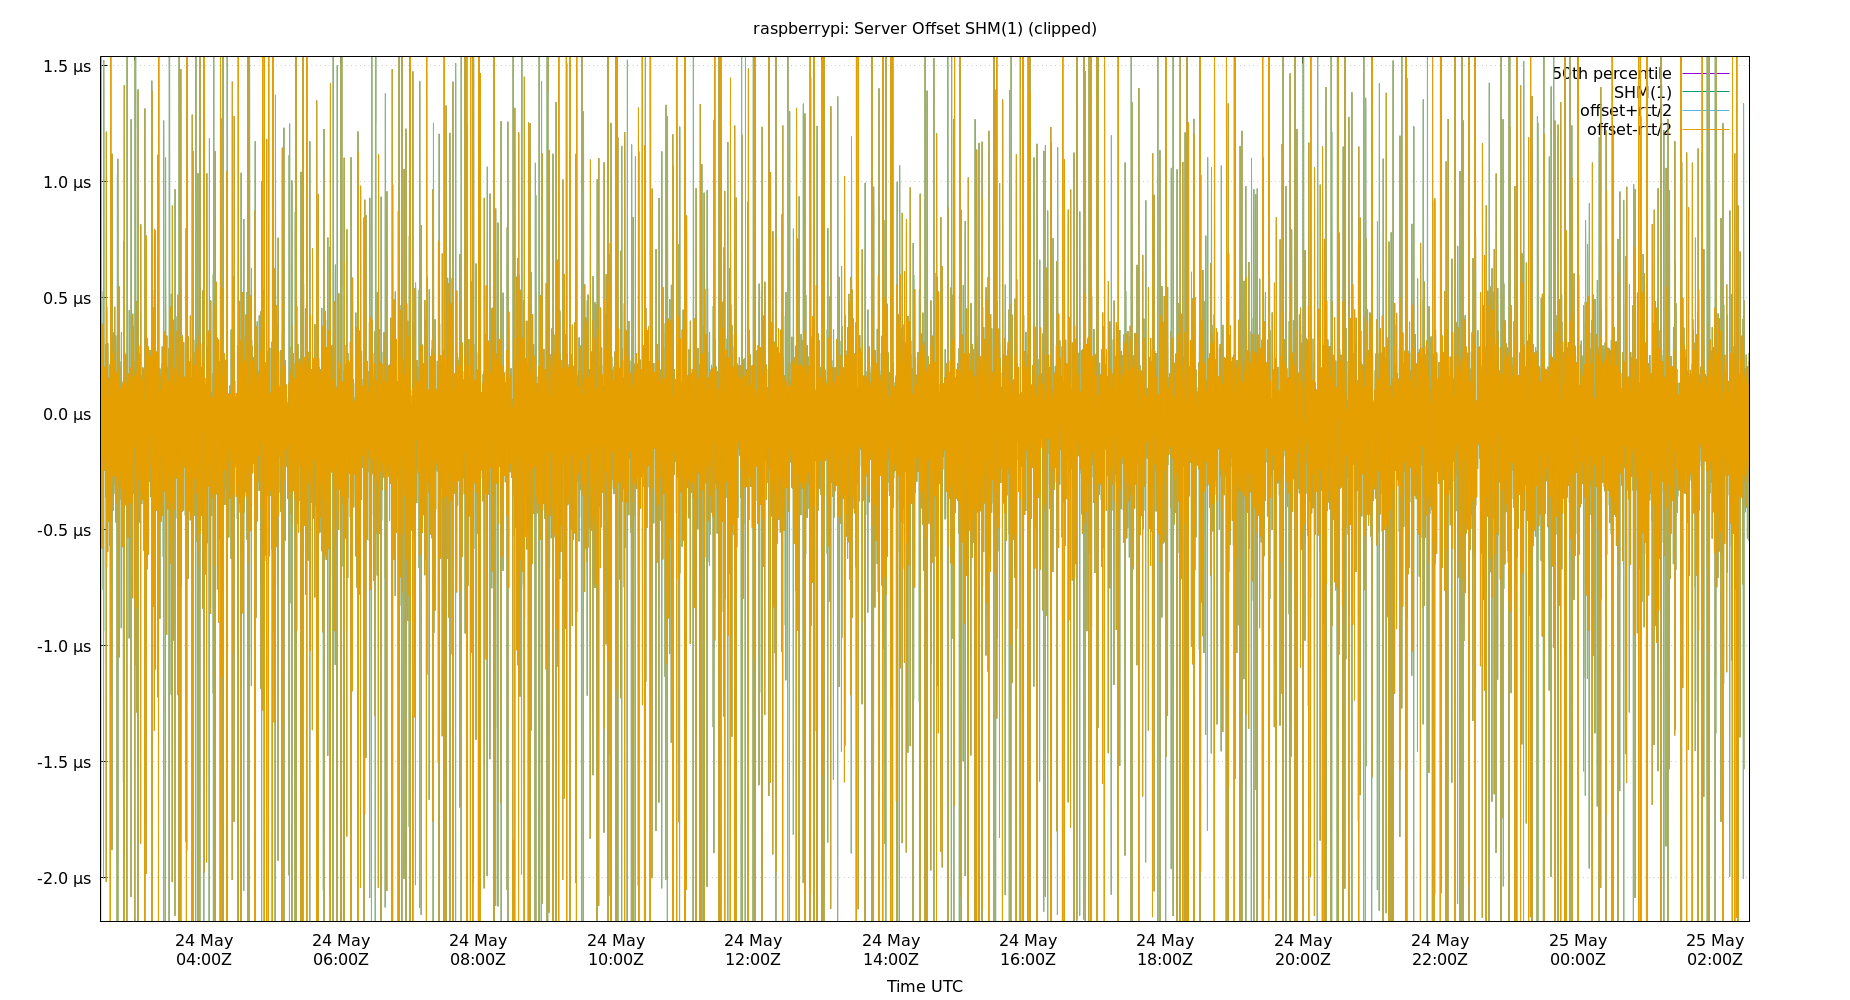 raspberrypi: Server Offset SHM(1) (clipped)
1.5 µs
1.0 µs
0.5 µs
0.0 µs
-0.5 µs
-1.0 µs
-1.5 µs
-2.0 µs
50th percentile
SHM(1)
offset+rtt/2
offset-rtt/2
24 May 24 May 24 May 24 May 24 May 24 May 24 May 24 May 24 May 24 May 25 May 25 May
04:00Z 06:00Z 08:00Z 10:00Z 12:00Z 14:00Z 16:00Z 18:00Z 20:00Z 22:00Z 00:00Z 02:00Z
Time UTC